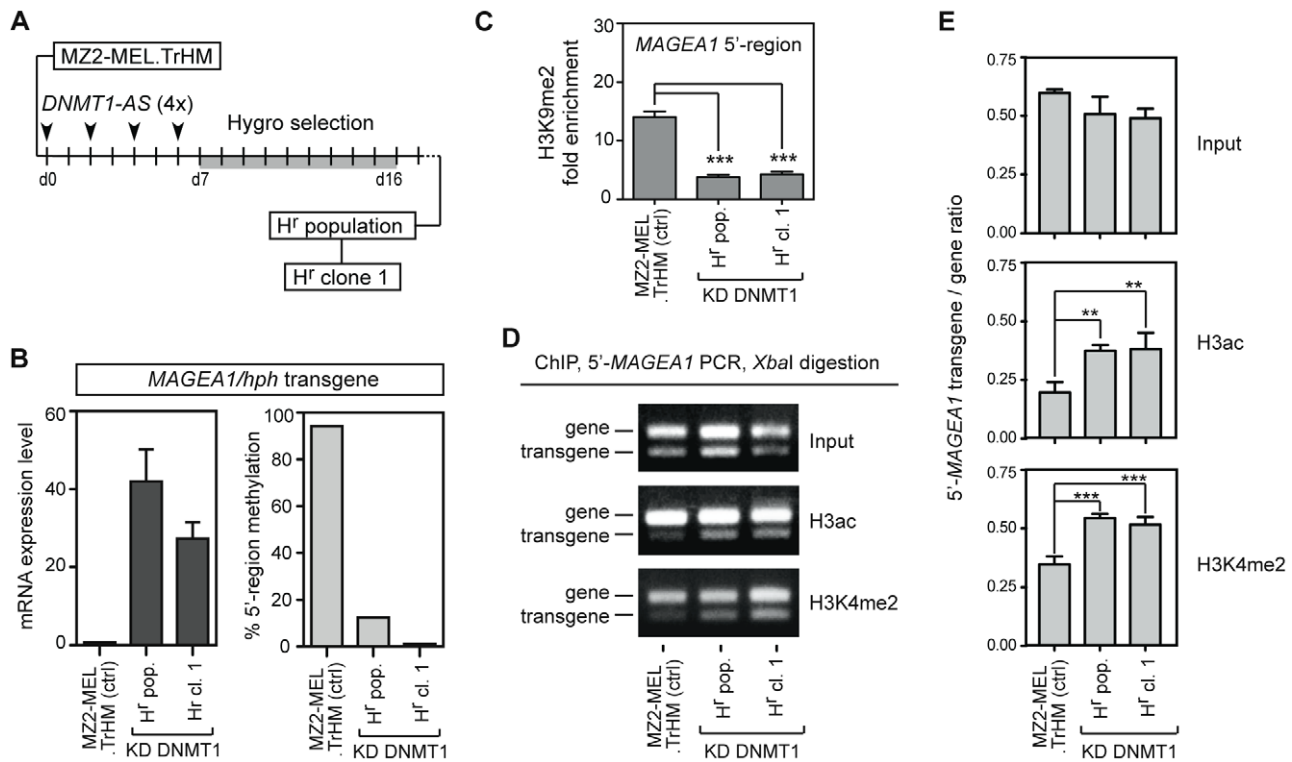 A
MZ2-MEL.TrHM
DNMT1-AS (4x)
Hygro selection
d0
d7
d16
Hr population
Hr clone 1
B
MAGEA1/hph transgene
mRNA expression level
60
40
20
0
MZ2-MEL
.TrHM (ctrl)
Hr pop.
Hr cl. 1
KD DNMT1
% 5'-region methylation
100
80
60
40
20
0
MZ2-MEL
.TrHM (ctrl)
Hr pop.
Hr cl. 1
KD DNMT1
C
MAGEA1 5'-region
H3K9me2
fold enrichment
30
20
10
0
*** ***
MZ2-MEL
.TrHM (ctrl)
Hr pop.
Hr cl. 1
KD DNMT1
D
ChIP, 5'-MAGEA1 PCR, XbaI digestion
gene
transgene
Input
gene
transgene
H3ac
gene
transgene
H3K4me2
MZ2-MEL
.TrHM (ctrl)
Hr pop.
Hr cl. 1
KD DNMT1
E
5'-MAGEA1 transgene / gene ratio
0.75
0.50
0.25
0.00
Input
0.75
0.50
0.25
0.00
**
**
H3ac
0.75
0.50
0.25
0.00
***
***
H3K4me2
MZ2-MEL
.TrHM (ctrl)
Hr pop.
Hr cl. 1
KD DNMT1